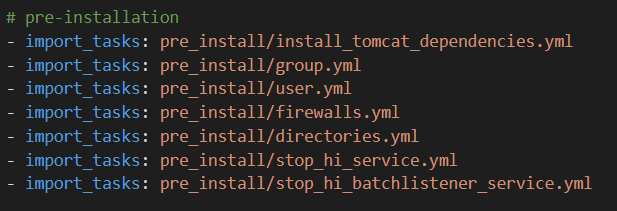 # pre-installation
- import_tasks: pre_install/install_tomcat_dependencies.yml
- import_tasks: pre_install/group.yml
- import_tasks: pre_install/user.yml
- import_tasks: pre_install/firewalls.yml
- import_tasks: pre_install/directories.yml
- import_tasks: pre_install/stop_hi_service.yml
- import_tasks: pre_install/stop_hi_batchlistener_service.yml